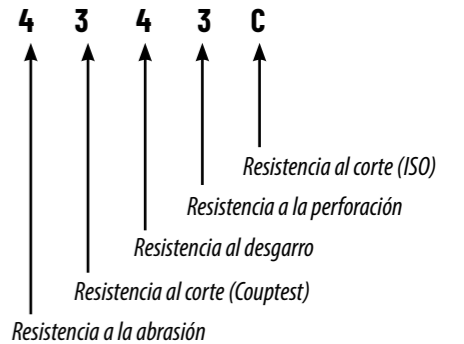 4 3 4 3 C
Resistencia al corte (ISO)
Resistencia a la perforación
Resistencia al desgarro
Resistencia al corte (Couptest)
Resistencia a la abrasión